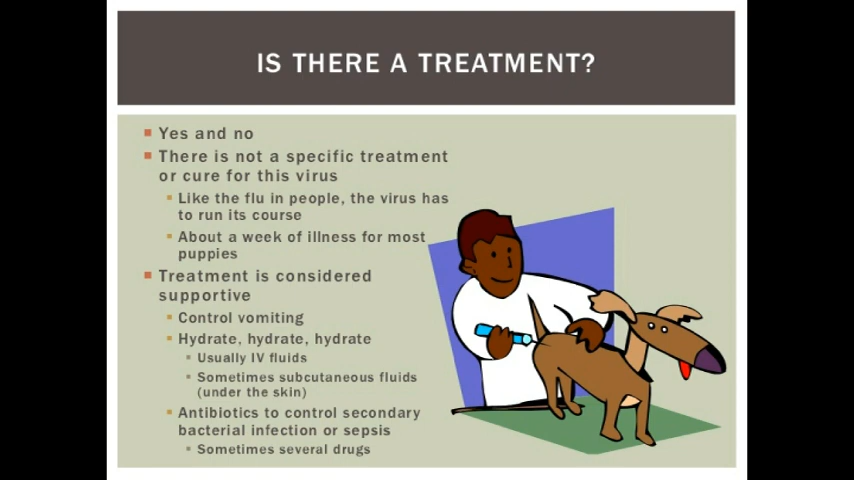 IS THERE A TREATMENT?
Yes and no
There is not a specific treatment
or cure for this virus
Like the flu in people, the virus has
to run its course
About a week of illness for most
puppies
Treatment is considered
supportive
Control vomiting
Hydrate, hydrate, hydrate
Usually IV fluids
Sometimes subcutaneous fluids
(under the skin)
Antibiotics to control secondary
bacterial infection or sepsis
Sometimes several drugs